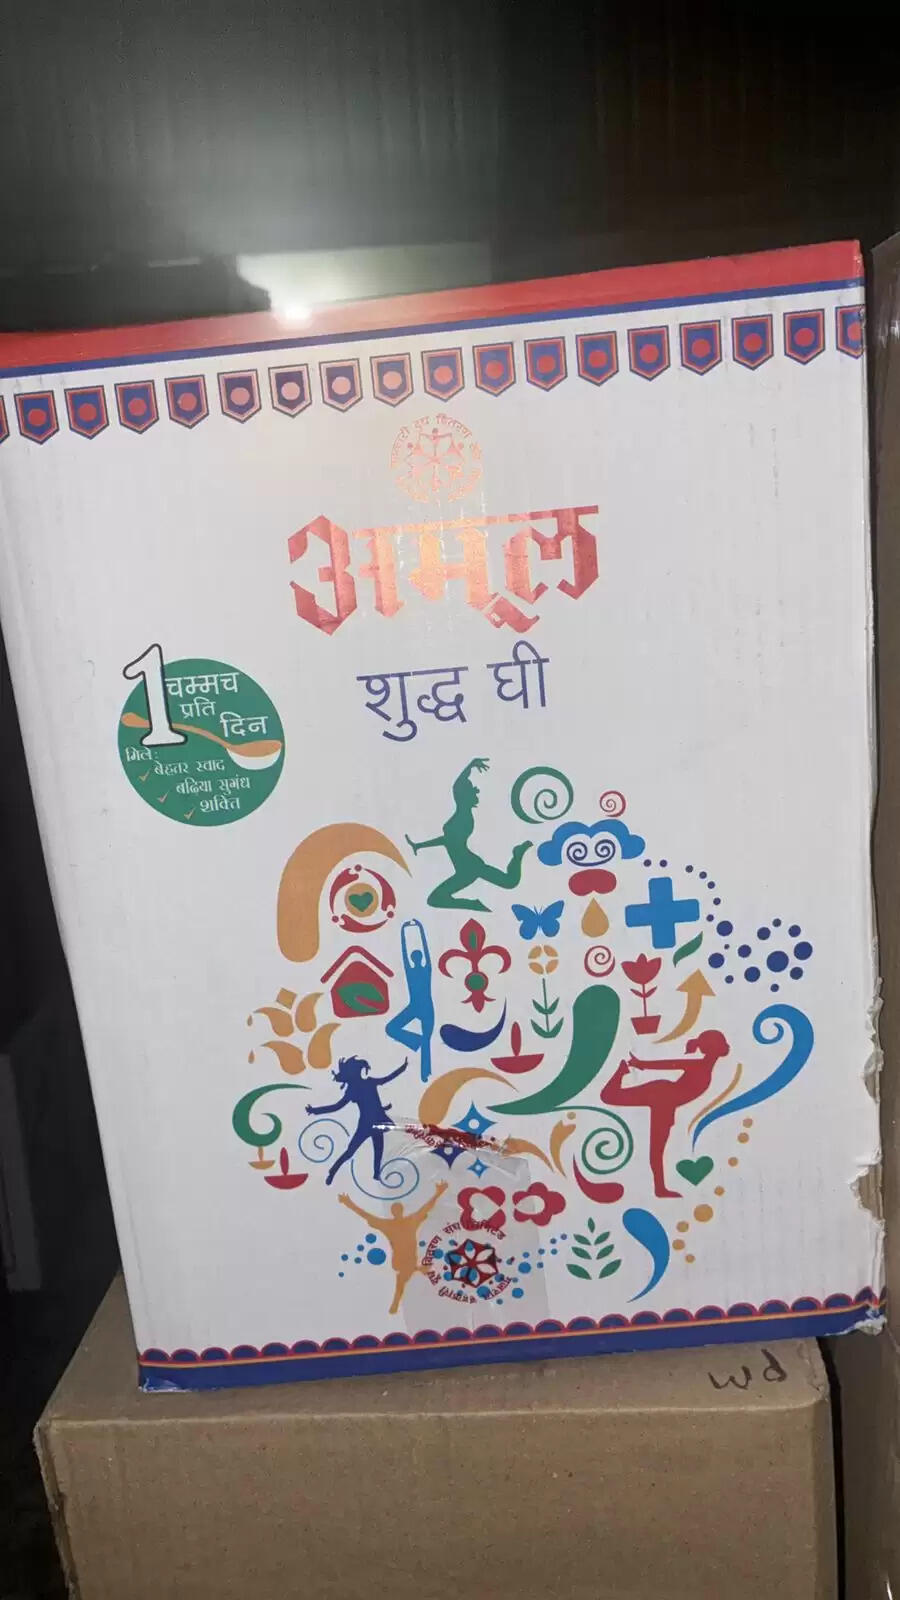 अमूल
शुद्ध घी
1 चम्मच
प्रति
दिन
मिले:
बेहतर स्वाद
बढिया सुगंध
शक्ति
wd